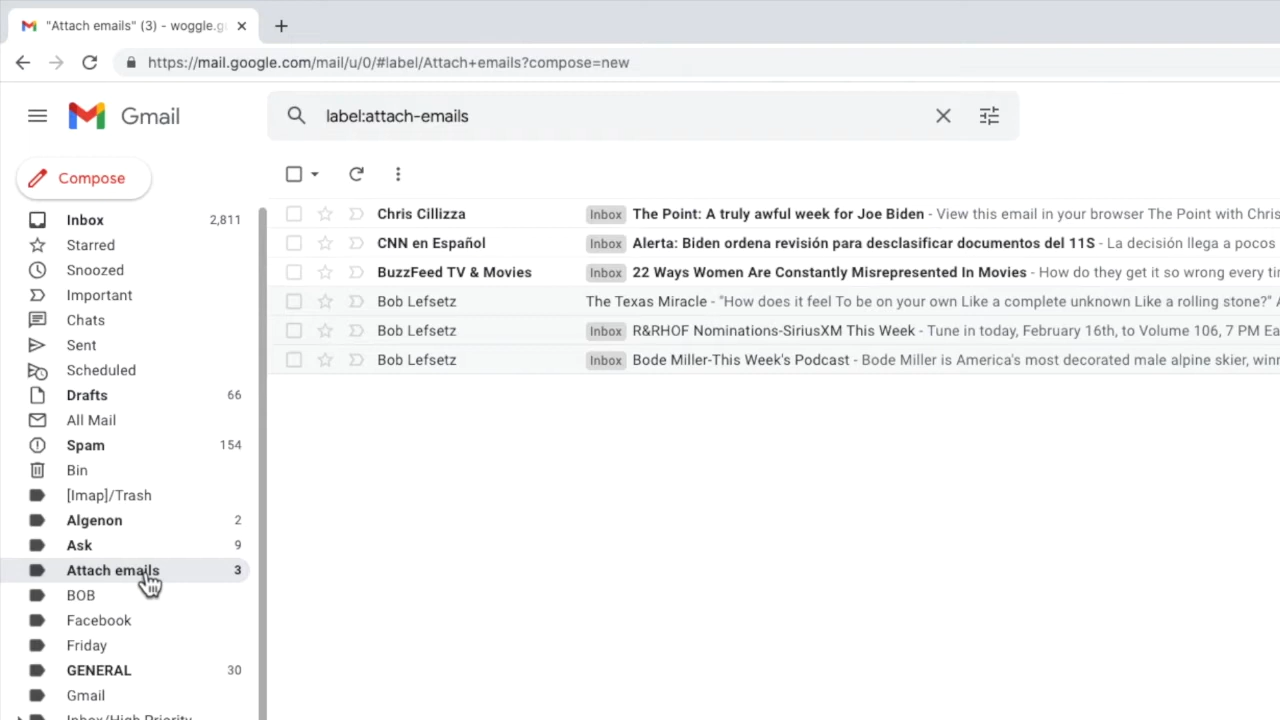 "Attach emails" (3) - woggle.g
https://mail.google.com/mail/u/0/#label/Attach+emails?compose=new
Gmail
label:attach-emails
Compose
Inbox 2,811
Starred
Snoozed
Important
Chats
Sent
Scheduled
Drafts 66
All Mail
Spam 154
Bin
[Imap]/Trash
Algenon 2
Ask 9
Attach emails 3
BOB
Facebook
Friday
GENERAL 30
Gmail
Inbox/High Priority
Chris Cillizza Inbox The Point: A truly awful week for Joe Biden - View this email in your browser The Point with Chris
CNN en Español Inbox Alerta: Biden ordena revisión para desclasificar documentos del 11S - La decisión llega a pocos
BuzzFeed TV & Movies Inbox 22 Ways Women Are Constantly Misrepresented In Movies - How do they get it so wrong every
Bob Lefsetz The Texas Miracle - "How does it feel To be on your own Like a complete unknown Like a rolling stone?"
Bob Lefsetz Inbox R&RHOF Nominations-SiriusXM This Week - Tune in today, February 16th, to Volume 106, 7 PM
Bob Lefsetz Inbox Bode Miller-This Week's Podcast - Bode Miller is America's most decorated male alpine skier,